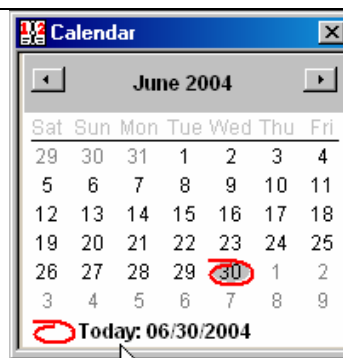 Calendar
June 2004
Sat Sun Mon Tue Wed Thu Fri
29 30 31 1 2 3 4
5 6 7 8 9 10 11
12 13 14 15 16 17 18
19 20 21 22 23 24 25
26 27 28 29 30 1 2
3 4 5 6 7 8 9
Today: 06/30/2004